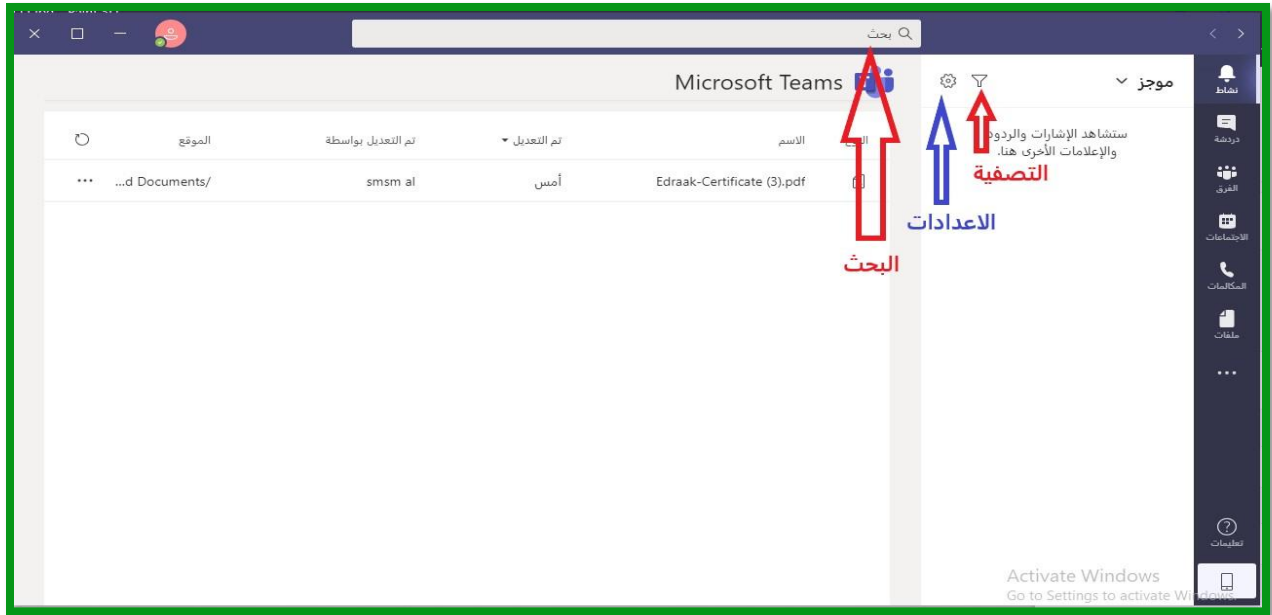 بحث
موجز
Microsoft Teams
نشاط
ستشاهد الإشارات والردود
والإعلامات الأخرى هنا.
الاسم
تم التعديل
تم التعديل بواسطة
الموقع
دردشة
Edraak-Certificate (3).pdf
أمس
smsm al
...d Documents/
التصفية
الفرق
الاعدادات
الاجتماعات
البحث
المكالمات
ملفات
تعليمات
Activate Windows
Go to Settings to activate Windows.